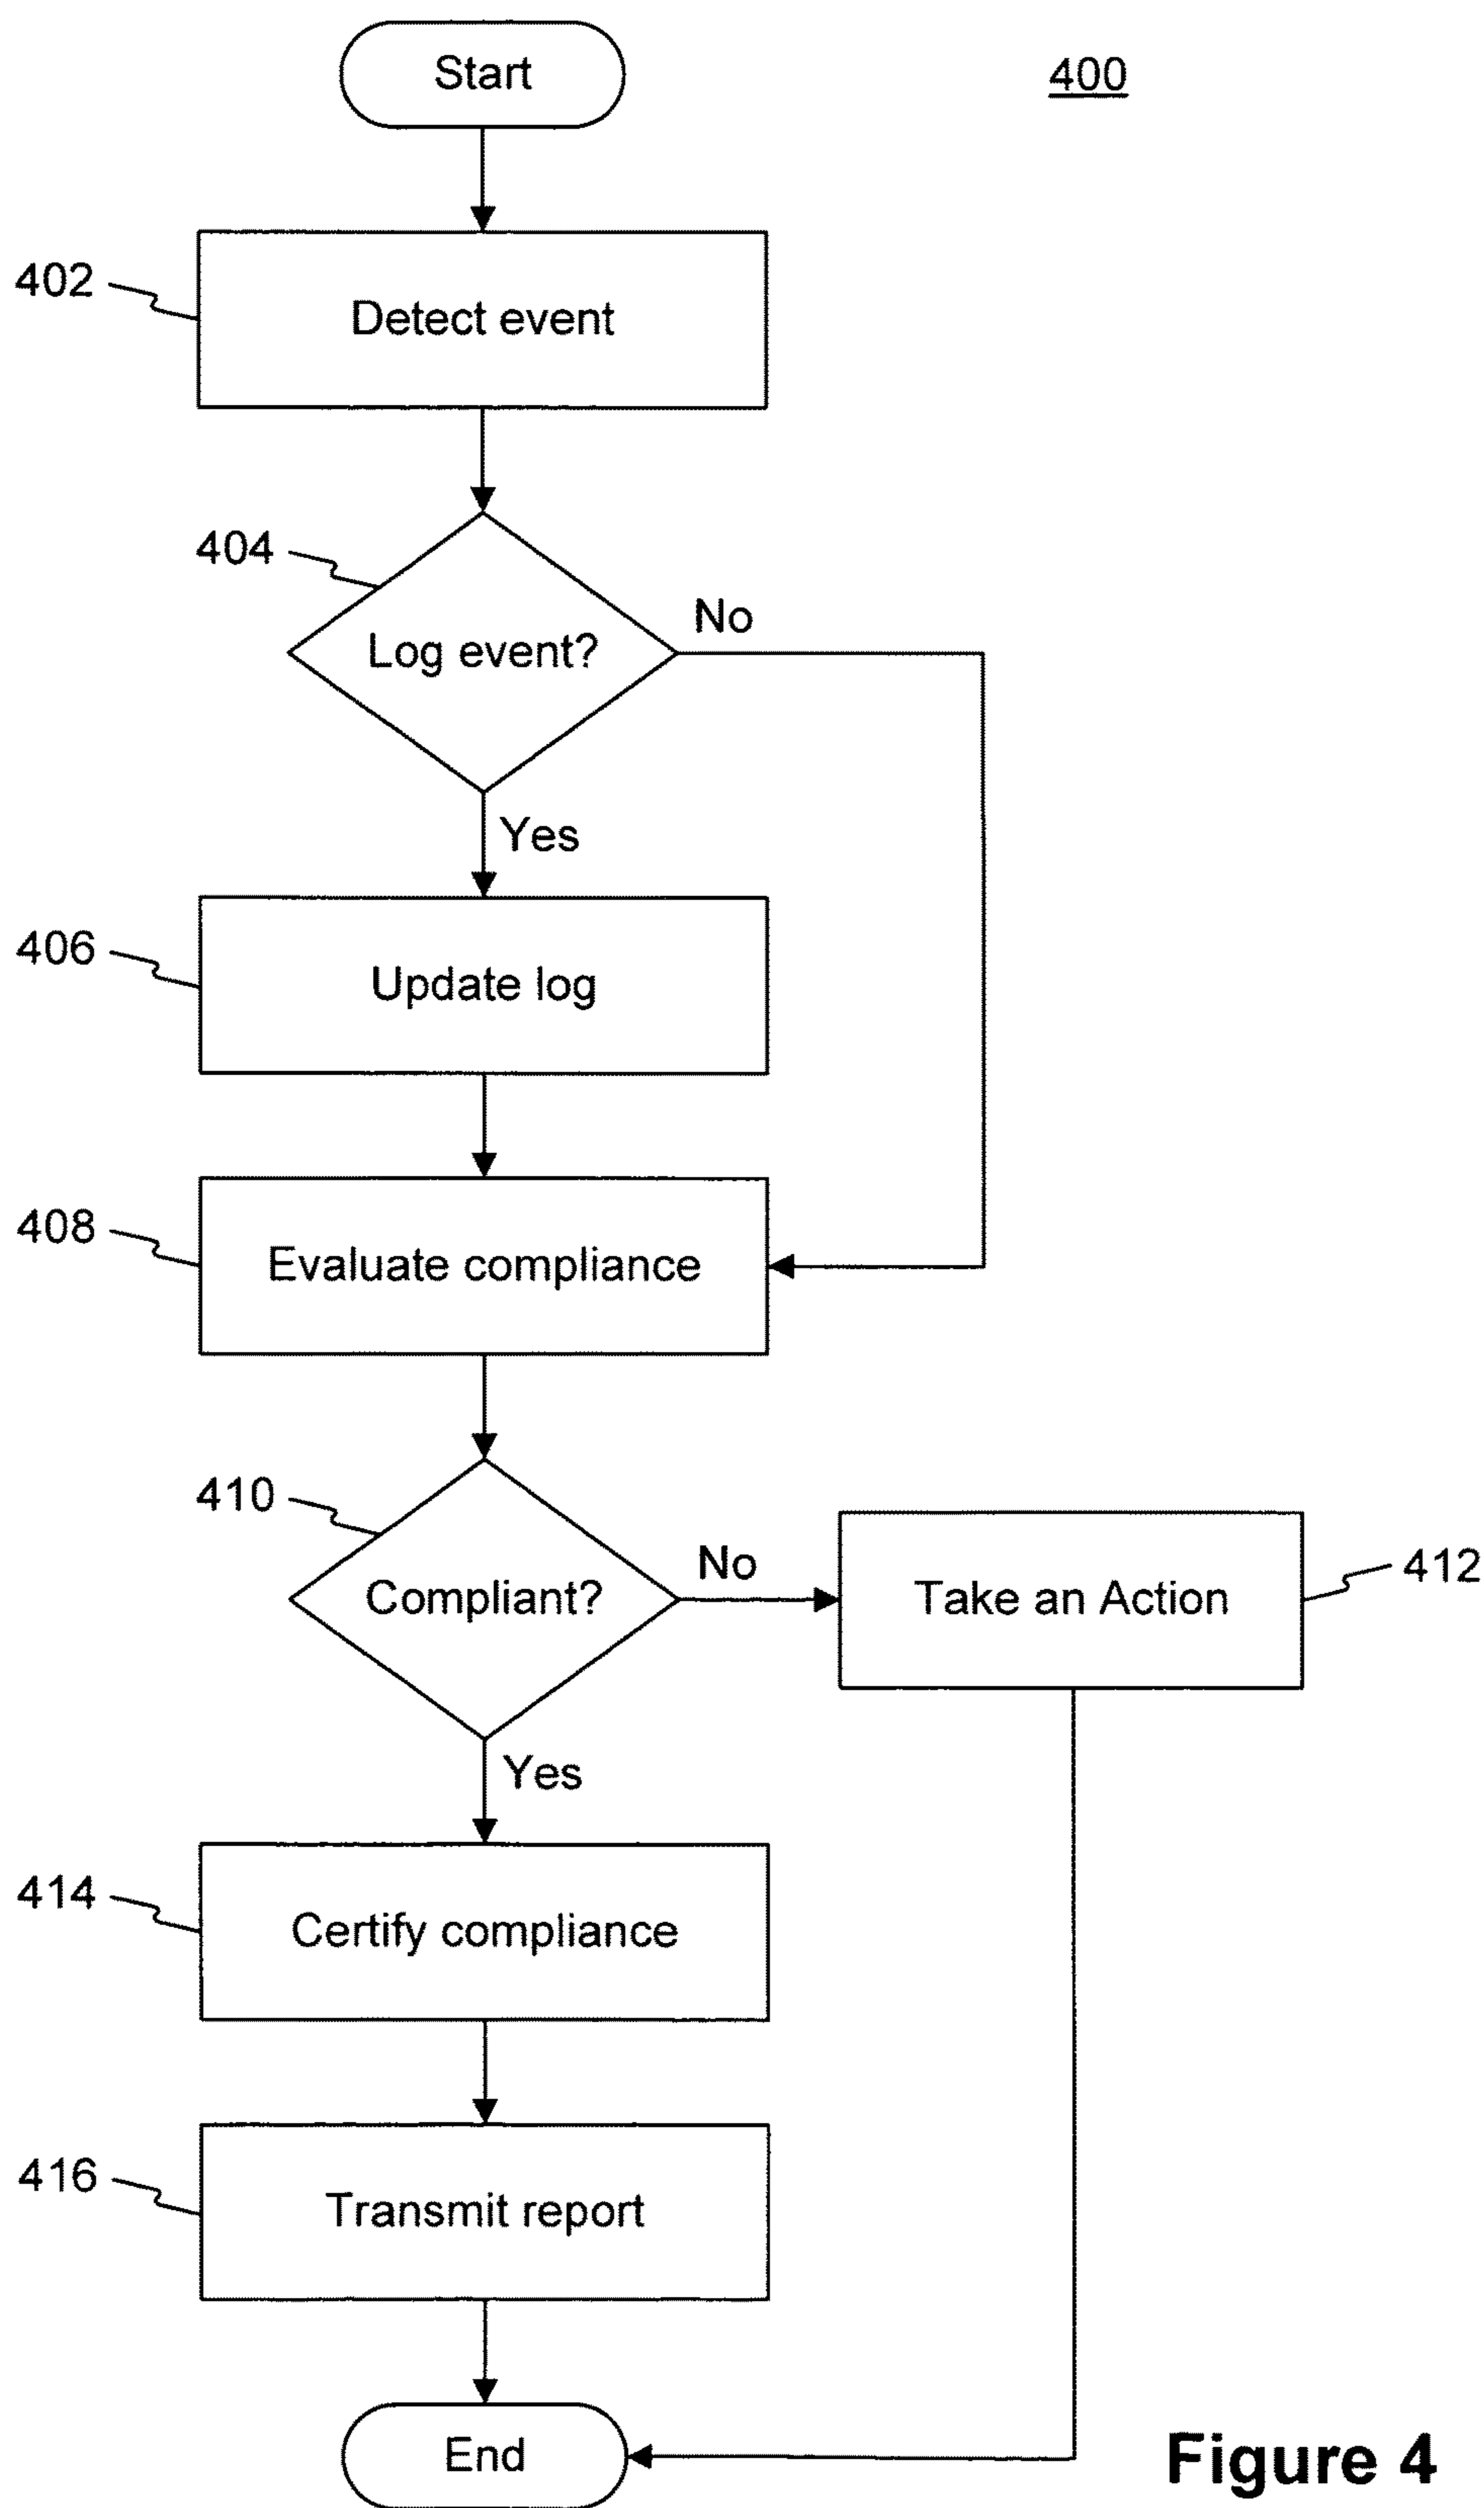 Start
400
402
Detect event
404
Log event?
No
Yes
406
Update log
408
Evaluate compliance
410
Compliant?
No
Take an Action
412
Yes
414
Certify compliance
416
Transmit report
End
Figure 4